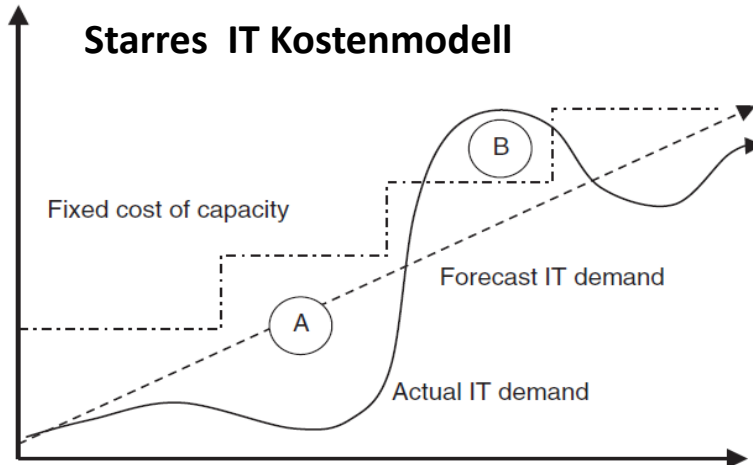 Starres IT Kostenmodell
B
Fixed cost of capacity
Forecast IT demand
A
Actual IT demand